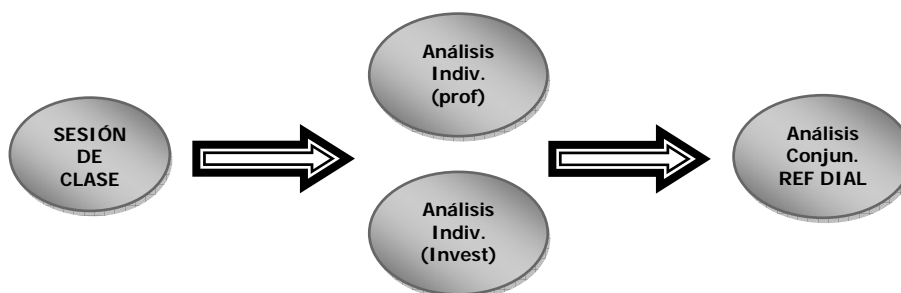 SESIÓN
DE
CLASE
Análisis
Indiv.
(prof)
Análisis
Indiv.
(Invest)
Análisis
Conjun.
REF DIAL